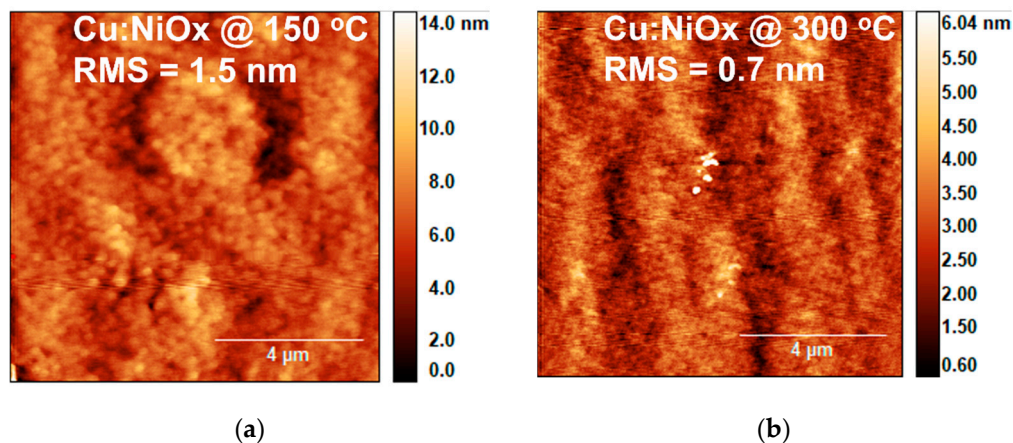 Cu:NiOx @ 150 ºC
RMS = 1.5 nm
14.0 nm
12.0
10.0
8.0
6.0
4.0
2.0
0.0
4 µm
(a)
Cu:NiOx @ 300 ºC
RMS = 0.7 nm
6.04 nm
5.00
4.50
4.00
3.50
3.00
2.50
2.00
1.50
0.60
4 µm
(b)